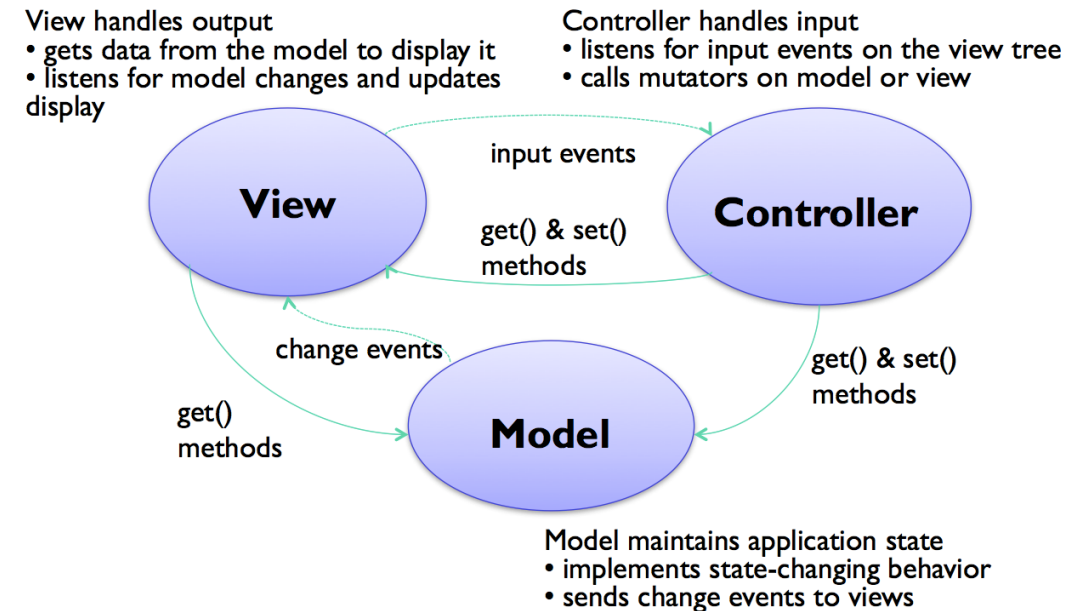 View handles output
• gets data from the model to display it
• listens for model changes and updates
display
Controller handles input
• listens for input events on the view tree
• calls mutators on model or view
input events
View
Controller
get() & set()
methods
change events
get() & set()
methods
get()
methods
Model
Model maintains application state
• implements state-changing behavior
• sends change events to views